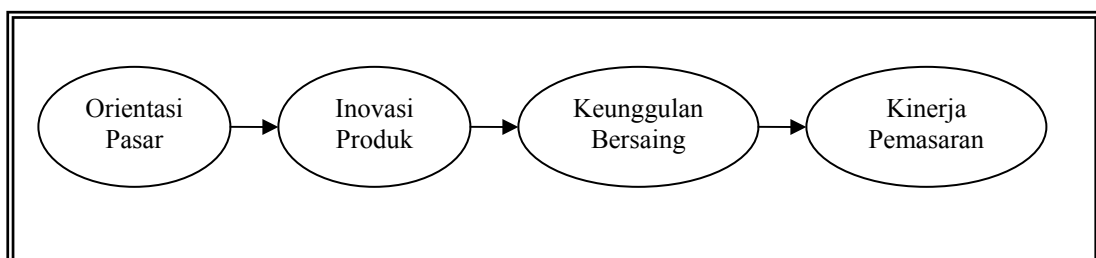 Orientasi
Pasar
Inovasi
Produk
Keunggulan
Bersaing
Kinerja
Pemasaran